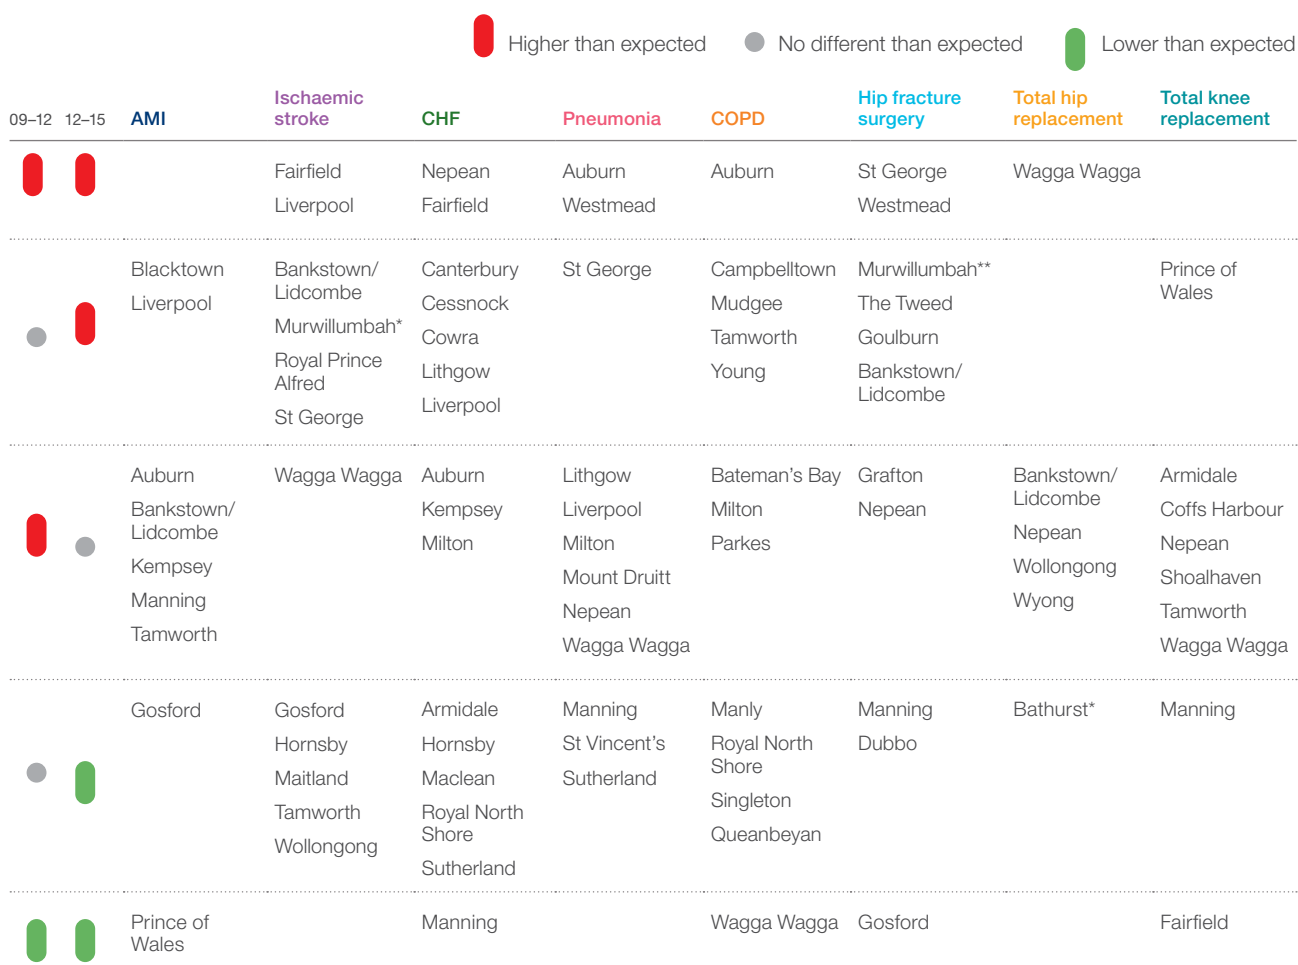 Higher than expected
No different than expected
Lower than expected
09–12 12–15 AMI Ischaemic stroke CHF Pneumonia COPD Hip fracture surgery Total hip replacement Total knee replacement
Fairfield Nepean Auburn Auburn St George Wagga Wagga
Liverpool Fairfield Westmead Westmead
Blacktown
Liverpool
Bankstown/
Lidcombe
Murwillumbah*
Royal Prince
Alfred
St George
Canterbury
Cessnock
Cowra
Lithgow
Liverpool
St George
Campbelltown
Mudgee
Tamworth
Young
Murwillumbah**
The Tweed
Goulburn
Bankstown/
Lidcombe
Prince of
Wales
Auburn
Bankstown/
Lidcombe
Kempsey
Manning
Tamworth
Wagga Wagga
Auburn
Kempsey
Milton
Lithgow
Liverpool
Milton
Mount Druitt
Nepean
Wagga Wagga
Bateman's Bay
Milton
Parkes
Grafton
Nepean
Bankstown/
Lidcombe
Nepean
Wollongong
Wyong
Armidale
Coffs Harbour
Nepean
Shoalhaven
Tamworth
Wagga Wagga
Gosford
Gosford
Hornsby
Maitland
Tamworth
Wollongong
Armidale
Hornsby
Maclean
Royal North
Shore
Sutherland
Manning
St Vincent's
Sutherland
Manly
Royal North
Shore
Singleton
Queanbeyan
Manning
Dubbo
Bathurst*
Manning
Prince of
Wales
Manning
Wagga Wagga
Gosford
Fairfield